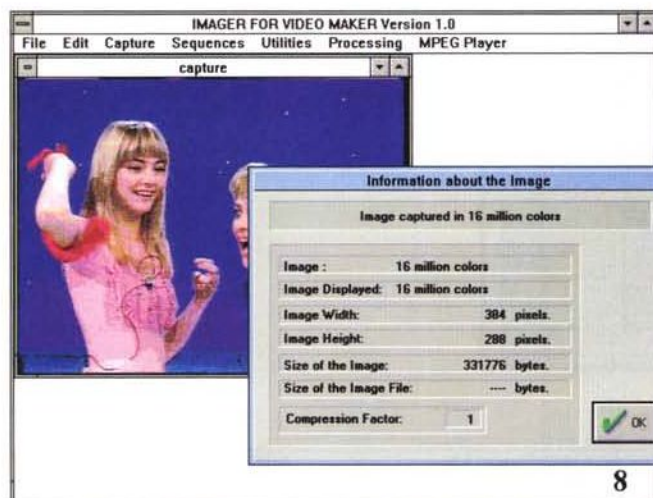 IMAGER FOR VIDEO MAKER Version 1.0
File Edit Capture Sequences Utilities Processing MPEG Player
capture
Information about the Image
Image captured in 16 million colors
Image : 16 million colors
Image Displayed: 16 million colors
Image Width: 384 pixels.
Image Height: 288 pixels.
Size of the Image: 331776 bytes.
Size of the Image File: ---- bytes.
Compression Factor: 1
OK
8